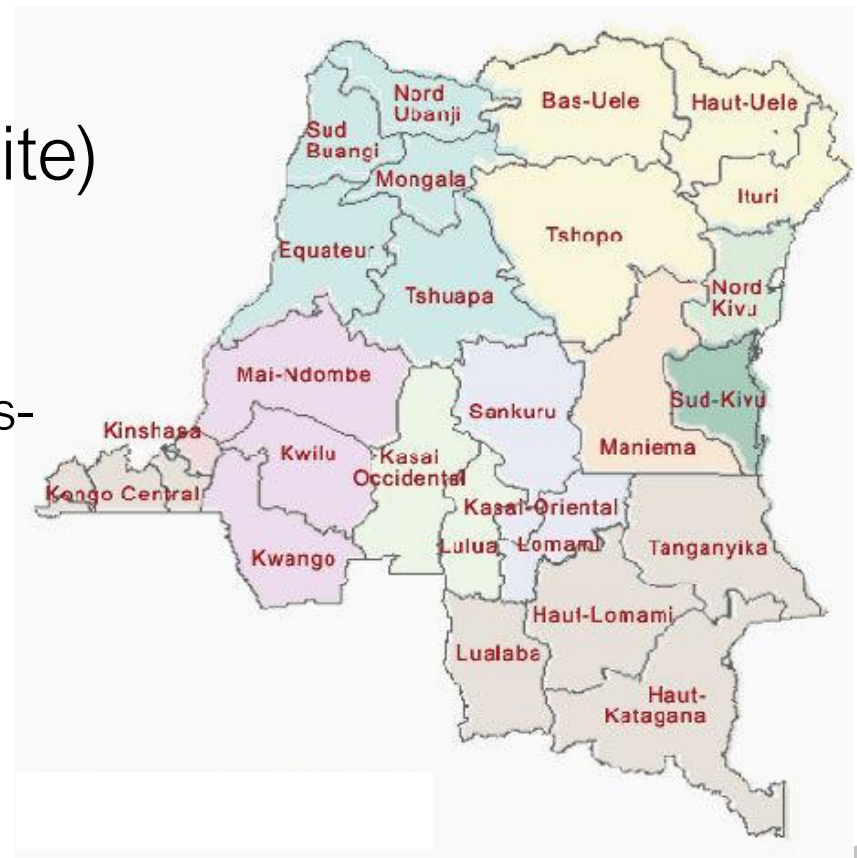 ite)
s-
Nord
Ubanji
Bas-Uele
Haut-Uele
Sud
Buangi
Mongala
Ituri
Equateur
Tshopo
Tshuapa
Nord
Kivu
Mai-Ndombe
Sankuru
Sud-Kivu
Kinshasa
Kwilu
Kasai
Occidental
Maniema
Kongo Central
Kasai-Oriental
Kwango
Lulua
Lomami
Tanganyika
Haut-Lomami
Lualaba
Haut-
Katagana